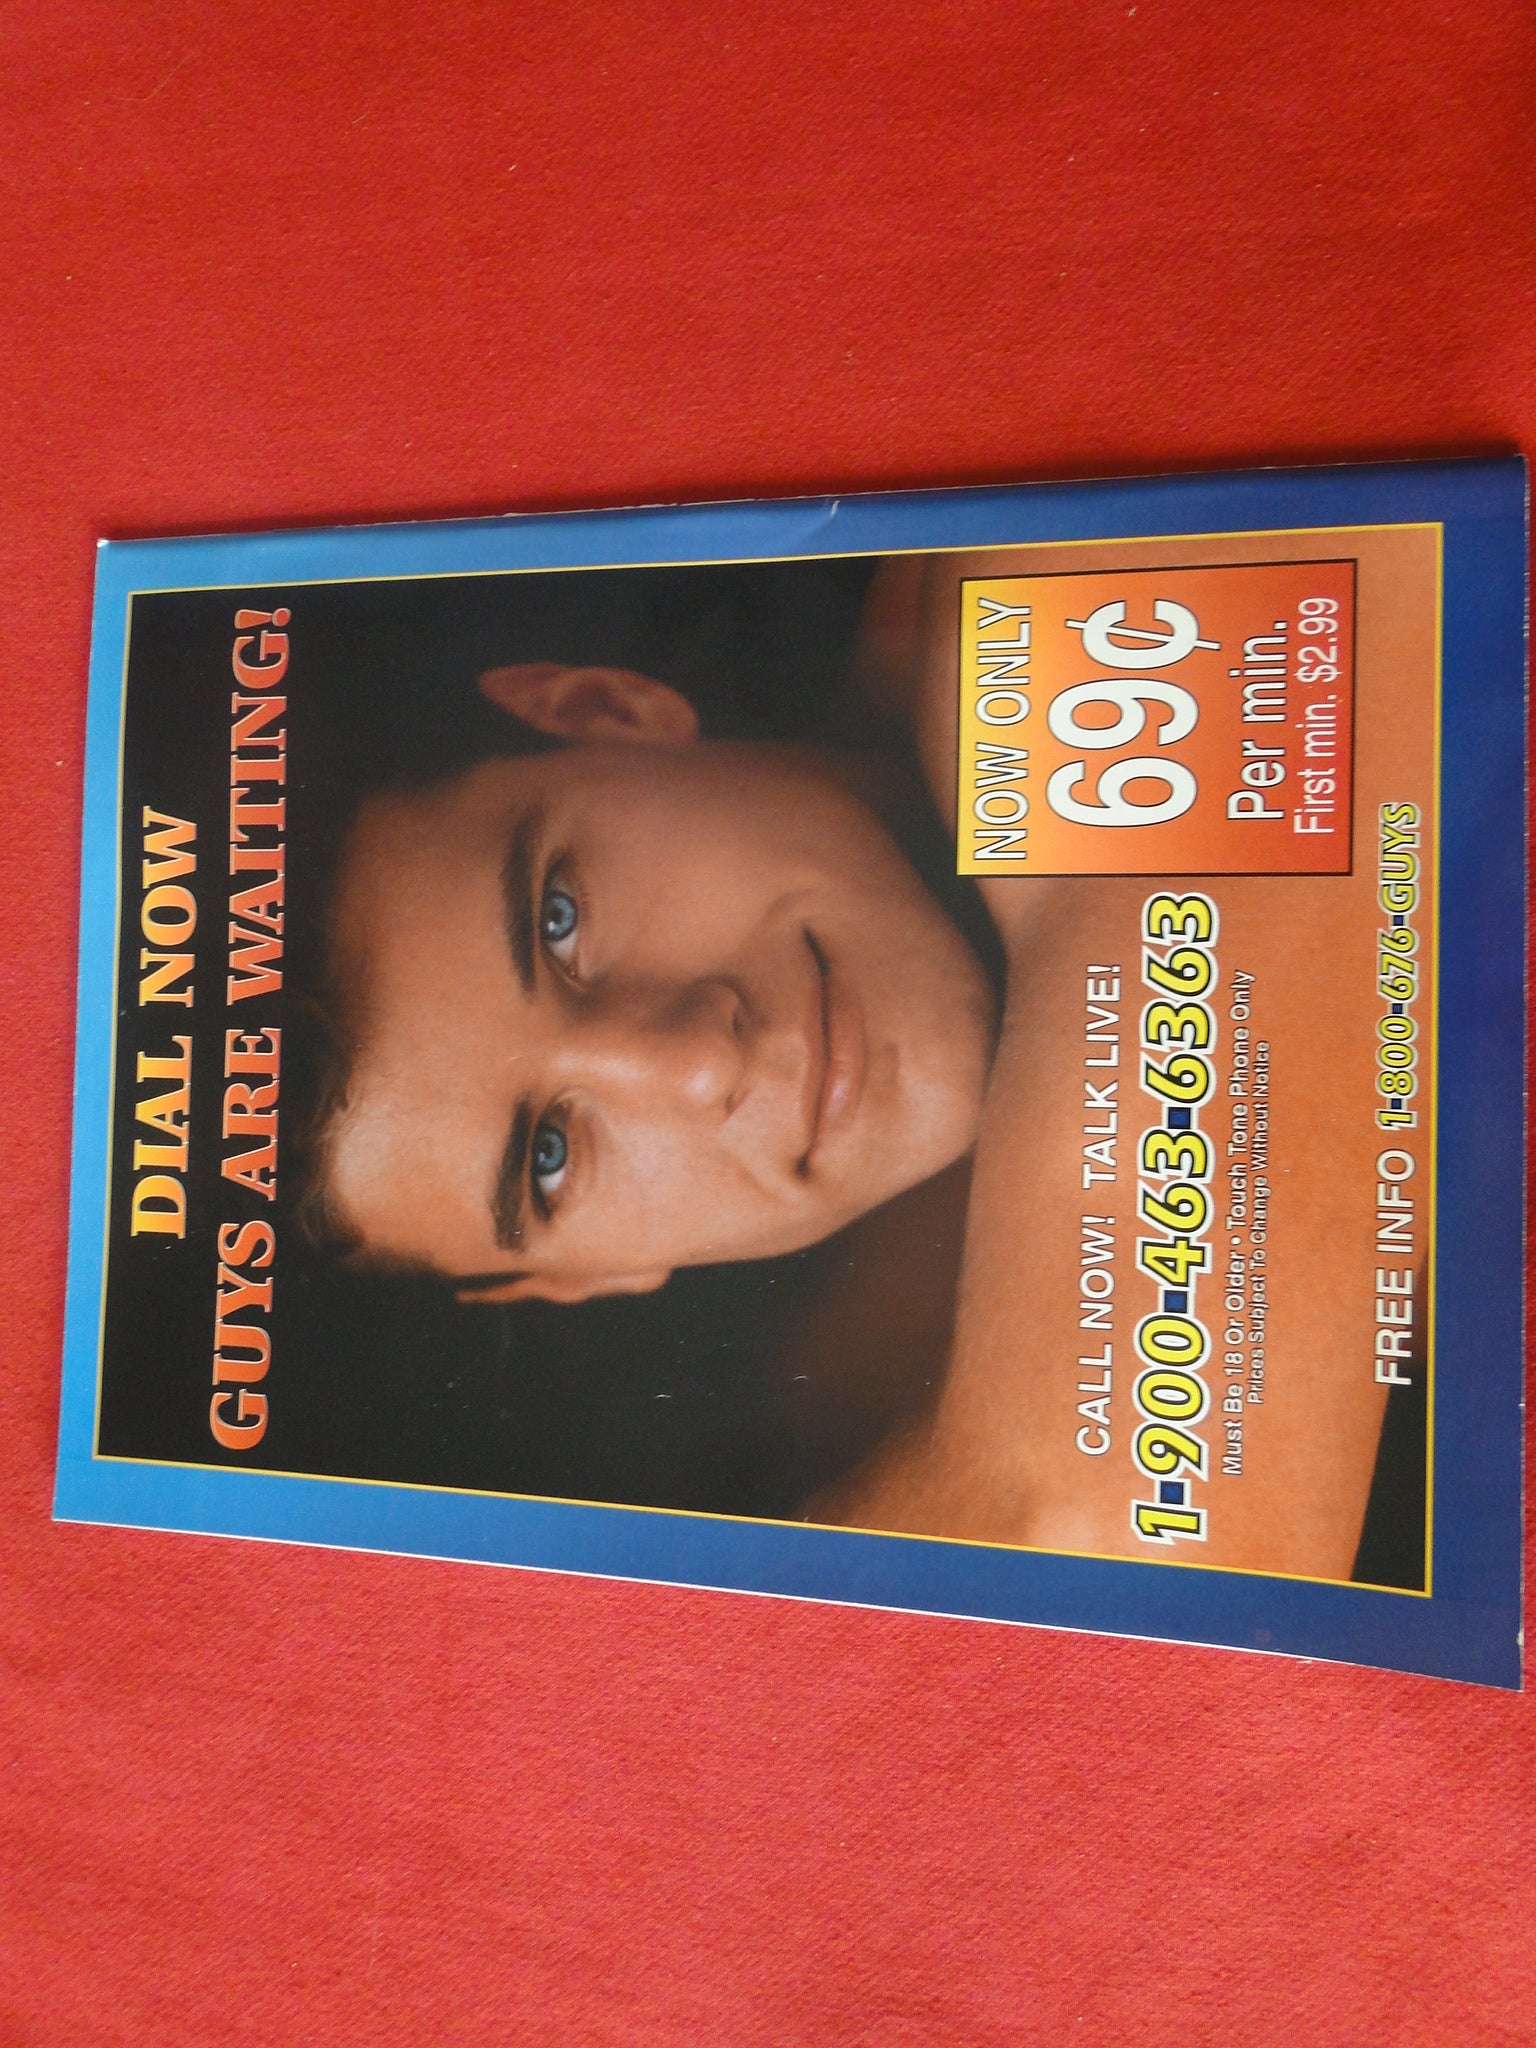 DIAL NOW
GUYS ARE WAITING!
NOW ONLY
69¢
Per min.
First min. $2.99
CALL NOW! TALK LIVE!
1-900-463-6363
Must Be 18 Or Older • Touch Tone Phone Only
Prices Subject To Change Without Notice
FREE INFO 1-800-676-GUYS